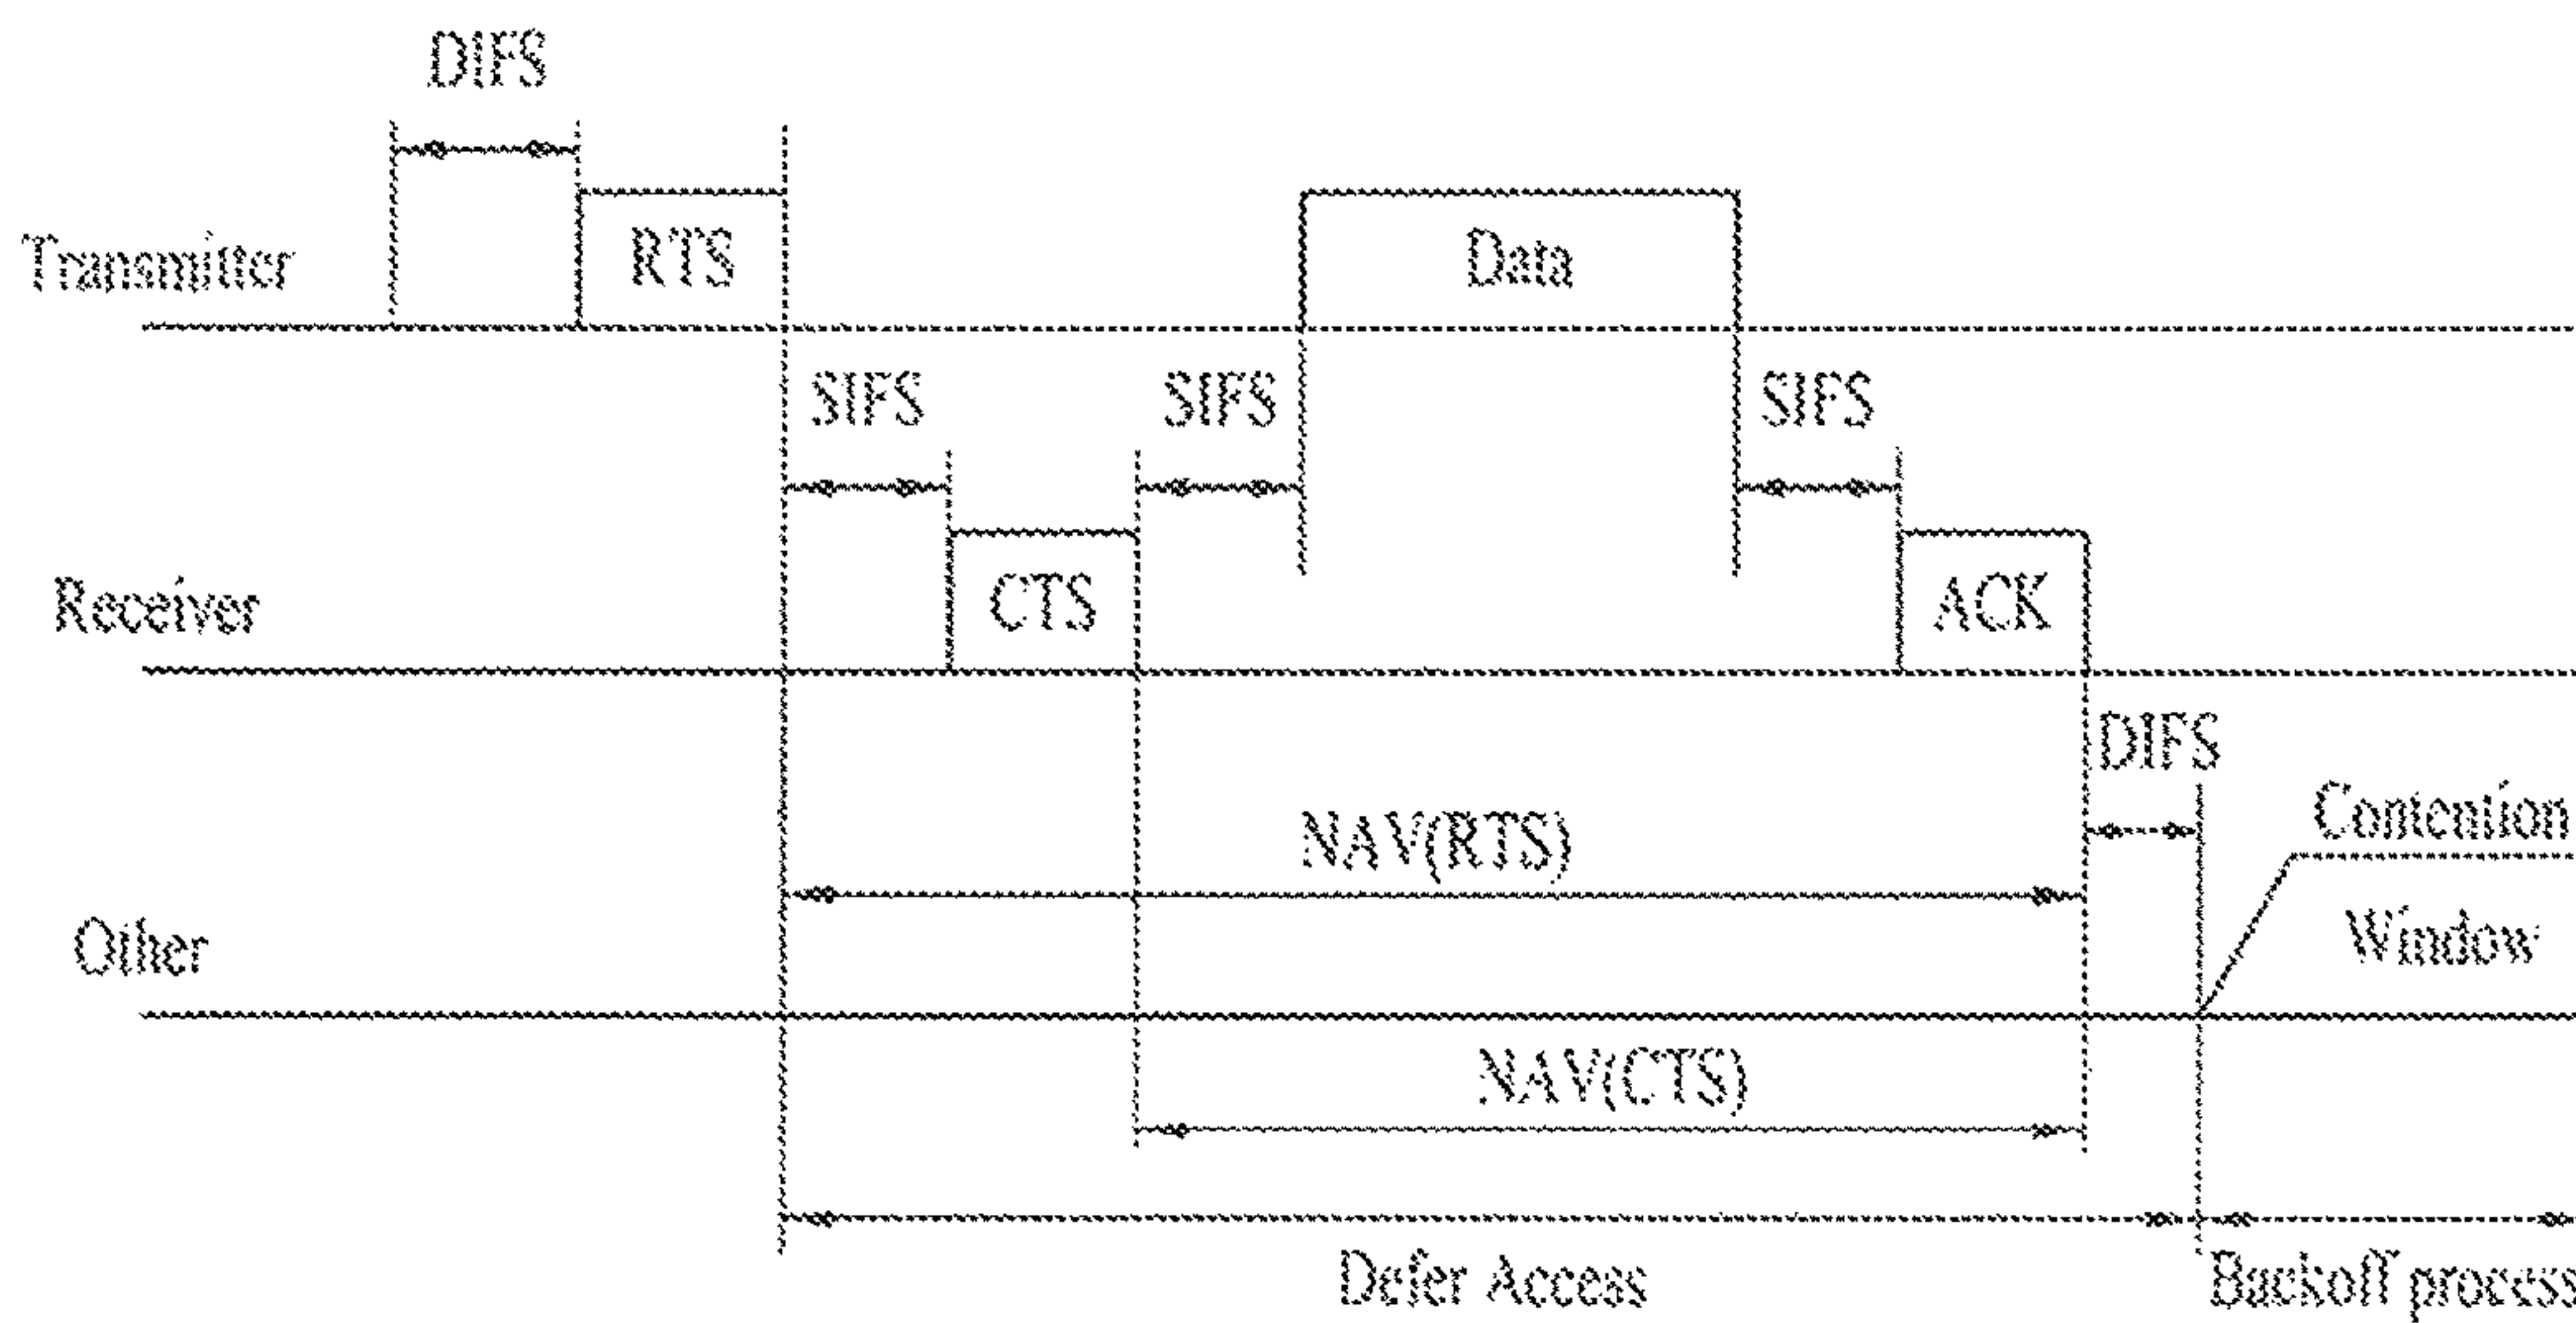 DIFS
Transmitter
RTS
Data
SIFS
SIFS
SIFS
Receiver
CTS
ACK
DIFS
NAV(RTS)
Contention
Window
Other
NAV(CTS)
Defer Access
Backoff process